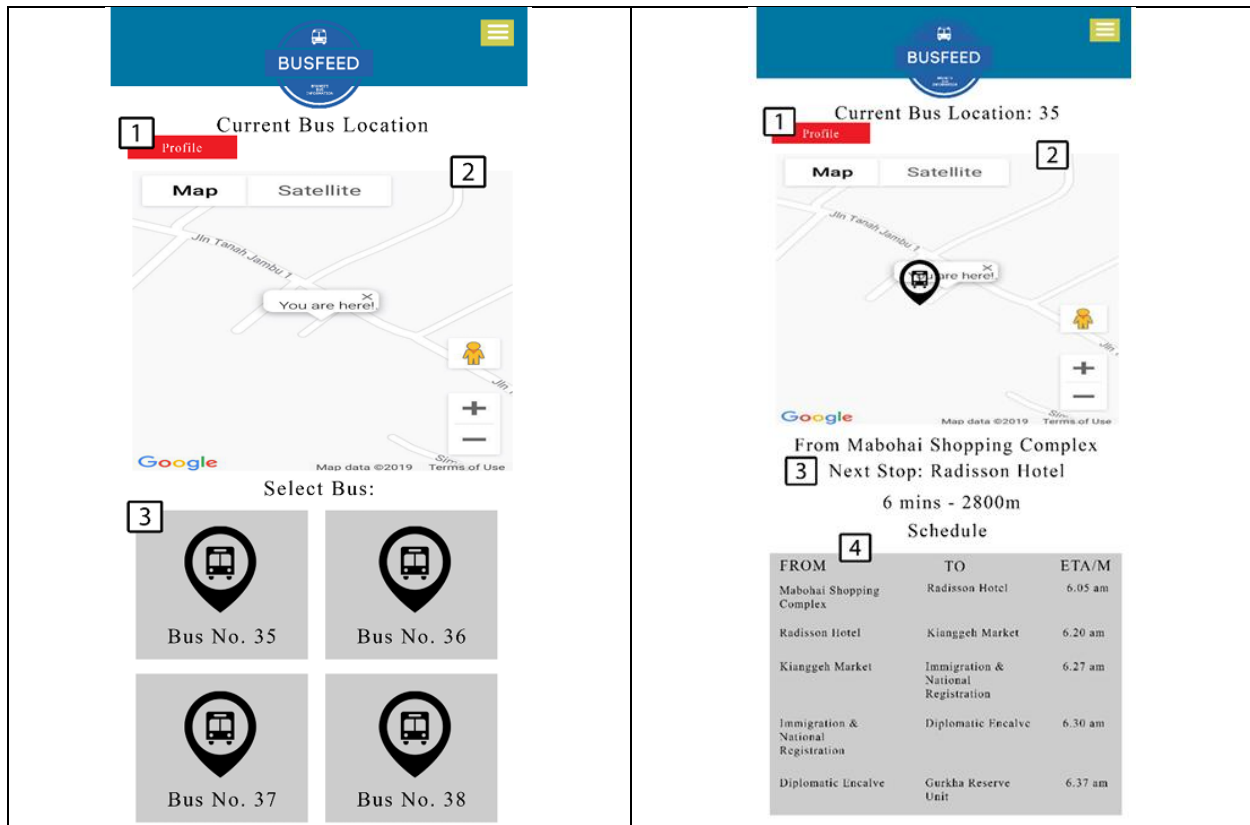 BUSFEED
BRUNEI'S
BUS
INFORMATION
Current Bus Location
1
Profile
2
Map Satellite
Jln Tanah Jambu 1
You are here!
Jln
Google
Map data ©2019 Terms of Use
Select Bus:
3
Bus No. 35
Bus No. 36
Bus No. 37
Bus No. 38
BUSFEED
Current Bus Location: 35
1
Profile
2
Map Satellite
Jln Tanah Jambu 1
You are here!
Jln
Google
Map data ©2019 Terms of Use
From Mabohai Shopping Complex
3
Next Stop: Radisson Hotel
6 mins - 2800m
Schedule
4
FROM TO ETA/M
Mabohai Shopping Radisson Hotel 6.05 am
Complex
Radisson Hotel Kianggeh Market 6.20 am
Kianggeh Market Immigration & 6.27 am
National
Registration
Immigration & Diplomatic Encalve 6.30 am
National
Registration
Diplomatic Encalve Gurkha Reserve 6.37 am
Unit